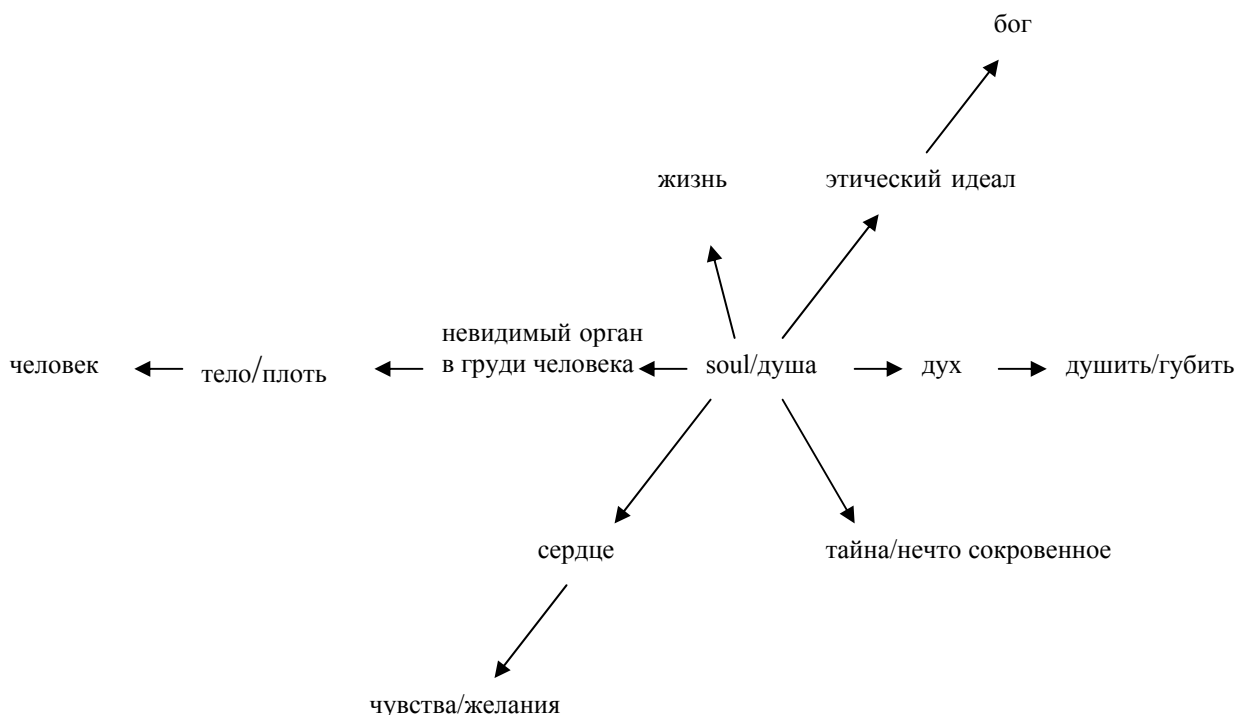 бог
жизнь
этический идеал
человек
тело/плоть
невидимый орган
в груди человека
soul/душа
дух
душить/губить
сердце
тайна/нечто сокровенное
чувства/желания